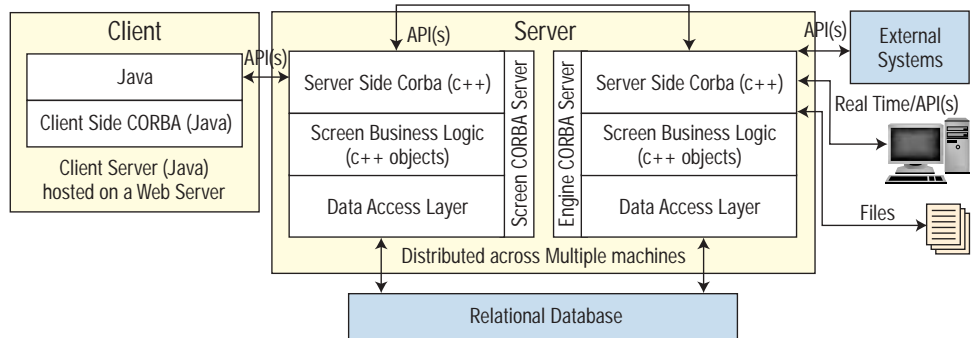 Client
API(s)
Java
Client Side CORBA (Java)
Client Server (Java)
hosted on a Web Server
Server
API(s)
Server Side Corba (c++)
Screen Business Logic
(c++ objects)
Data Access Layer
Screen CORBA Server
Engine CORBA Server
Server Side Corba (c++)
Screen Business Logic
(c++ objects)
Data Access Layer
Distributed across Multiple machines
API(s)
External
Systems
Real Time/API(s)
Files
Relational Database